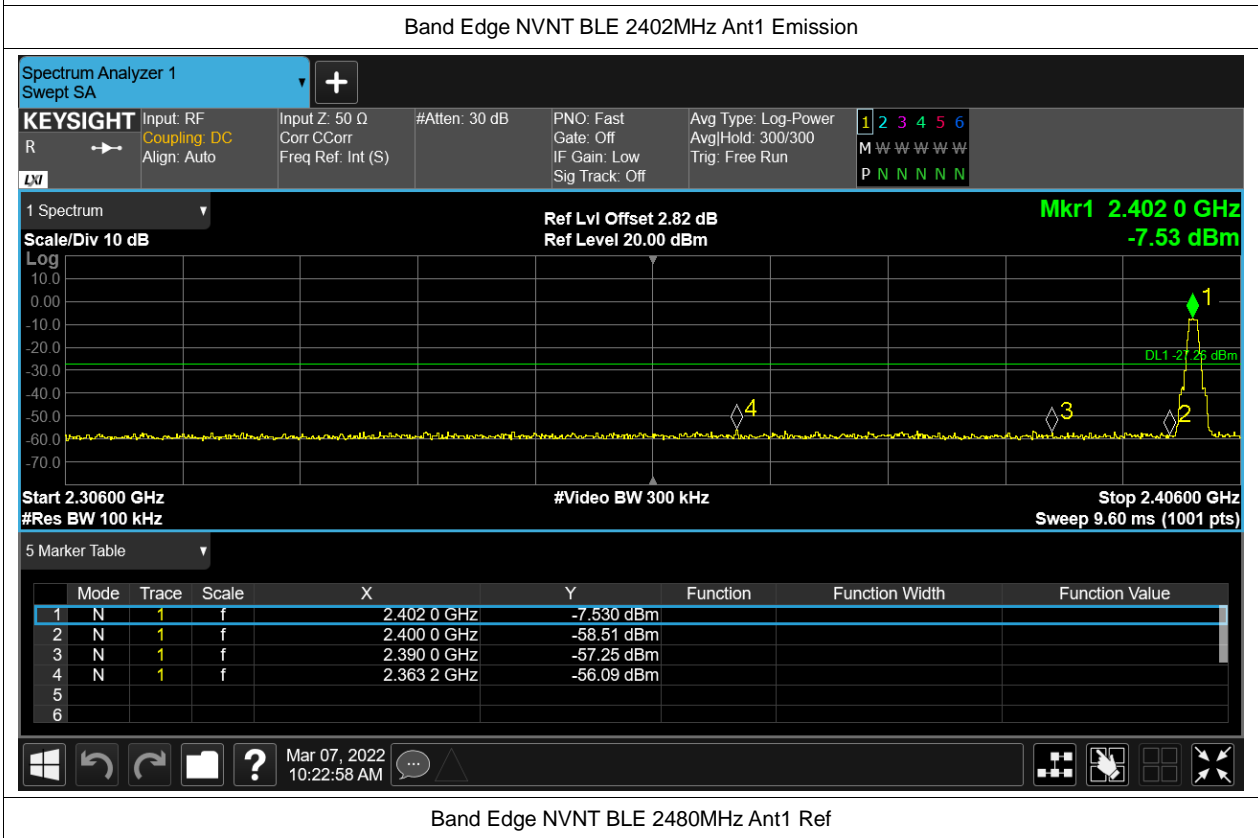 Band Edge NVNT BLE 2402MHz Ant1 Emission
Spectrum Analyzer 1
Swept SA
KEYSIGHT
R
LXI
Input: RF
Coupling: DC
Align: Auto
Input Z: 50 Ω
Corr CCorr
Freq Ref: Int (S)
#Atten: 30 dB
PNO: Fast
Gate: Off
IF Gain: Low
Sig Track: Off
Avg Type: Log-Power
Avg|Hold: 300/300
Trig: Free Run
1 2 3 4 5 6
M W W W W W
P N N N N N
1 Spectrum
Scale/Div 10 dB
Ref Lvl Offset 2.82 dB
Ref Level 20.00 dBm
Mkr1 2.402 0 GHz
-7.53 dBm
Log
10.0
0.00
-10.0
-20.0
-30.0
-40.0
-50.0
-60.0
-70.0
1
DL1 -27.26 dBm
4
3
2
Start 2.30600 GHz
#Video BW 300 kHz
Stop 2.40600 GHz
#Res BW 100 kHz
Sweep 9.60 ms (1001 pts)
5 Marker Table
Mode Trace Scale X Y Function Function Width Function Value
1 N 1 f 2.402 0 GHz -7.530 dBm
2 N 1 f 2.400 0 GHz -58.51 dBm
3 N 1 f 2.390 0 GHz -57.25 dBm
4 N 1 f 2.363 2 GHz -56.09 dBm
5
6
?
Mar 07, 2022
10:22:58 AM
Band Edge NVNT BLE 2480MHz Ant1 Ref